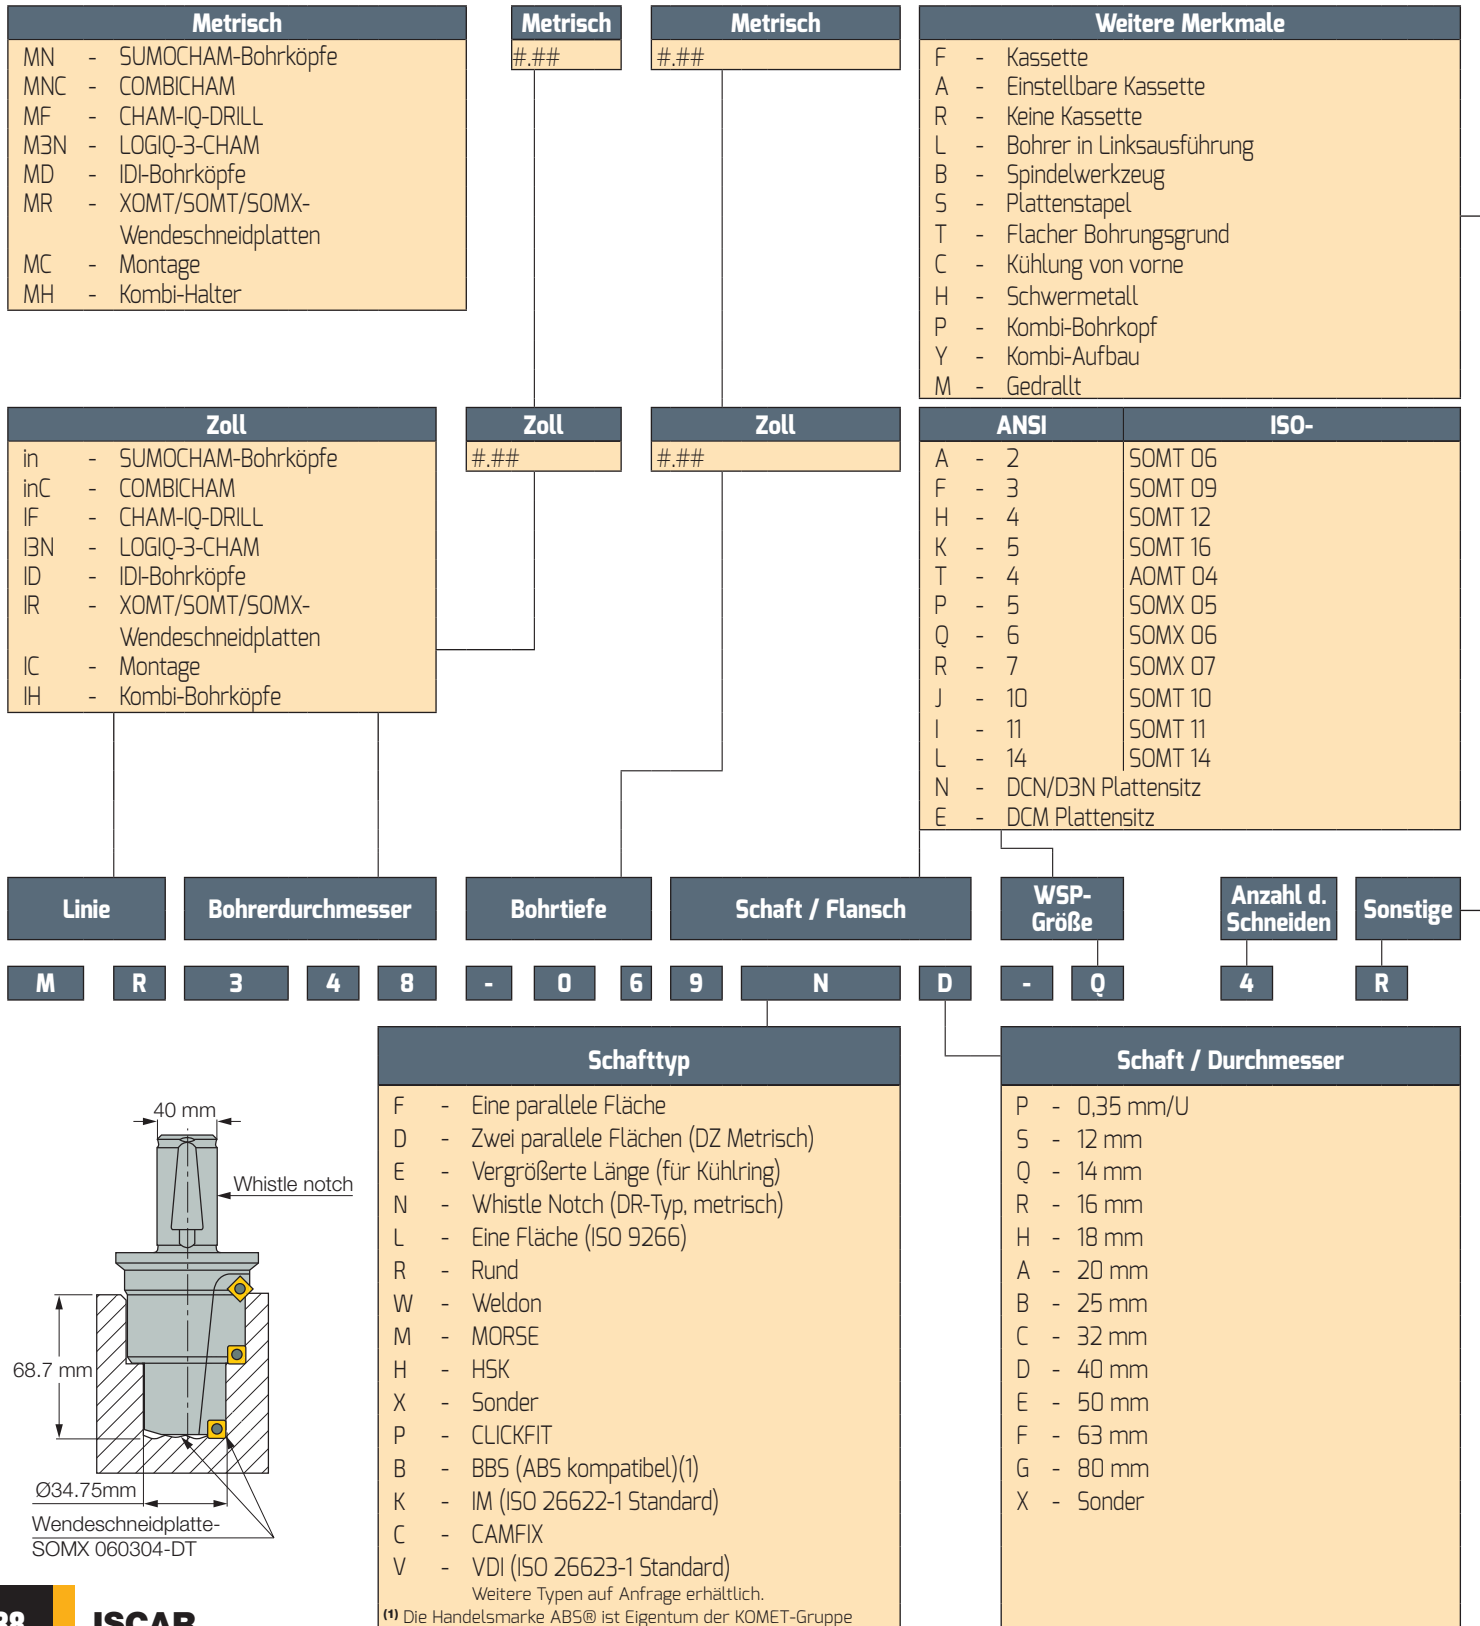 Metrisch
MN - SUMOCHAM-Bohrköpfe
MNC - COMBICHAM
MF - CHAM-IQ-DRILL
M3N - LOGIQ-3-CHAM
MD - IDI-Bohrköpfe
MR - XOMT/SOMT/SOMX-
Wendeschneidplatten
MC - Montage
MH - Kombi-Halter
Metrisch
#.##
Metrisch
#.##
Weitere Merkmale
F - Kassette
A - Einstellbare Kassette
R - Keine Kassette
L - Bohrer in Linksausführung
B - Spindelwerkzeug
S - Plattenstapel
T - Flacher Bohrungsgrund
C - Kühlung von vorne
H - Schwermetall
P - Kombi-Bohrkopf
Y - Kombi-Aufbau
M - Gedrallt
Zoll
in - SUMOCHAM-Bohrköpfe
inC - COMBICHAM
IF - CHAM-IQ-DRILL
I3N - LOGIQ-3-CHAM
ID - IDI-Bohrköpfe
IR - XOMT/SOMT/SOMX-
Wendeschneidplatten
IC - Montage
IH - Kombi-Bohrköpfe
Zoll
#.##
Zoll
#.##
ANSI ISO-
A - 2 SOMT 06
F - 3 SOMT 09
H - 4 SOMT 12
K - 5 SOMT 16
T - 4 AOMT 04
P - 5 SOMX 05
Q - 6 SOMX 06
R - 7 SOMX 07
J - 10 SOMT 10
I - 11 SOMT 11
L - 14 SOMT 14
N - DCN/D3N Plattensitz
E - DCM Plattensitz
Linie
Bohrerdurchmesser
Bohrtiefe
Schaft / Flansch
WSP-
Größe
Anzahl d.
Schneiden
Sonstige
M R 3 4 8 - 0 6 9 N D - Q 4 R
40 mm
Whistle notch
68.7 mm
Ø34.75mm
Wendeschneidplatte-
SOMX 060304-DT
Schafttyp
F - Eine parallele Fläche
D - Zwei parallele Flächen (DZ Metrisch)
E - Vergrößerte Länge (für Kühlring)
N - Whistle Notch (DR-Typ, metrisch)
L - Eine Fläche (ISO 9266)
R - Rund
W - Weldon
M - MORSE
H - HSK
X - Sonder
P - CLICKFIT
B - BBS (ABS kompatibel)(1)
K - IM (ISO 26622-1 Standard)
C - CAMFIX
V - VDI (ISO 26623-1 Standard)
Weitere Typen auf Anfrage erhältlich.
(1) Die Handelsmarke ABS® ist Eigentum der KOMET-Gruppe
Schaft / Durchmesser
P - 0,35 mm/U
S - 12 mm
Q - 14 mm
R - 16 mm
H - 18 mm
A - 20 mm
B - 25 mm
C - 32 mm
D - 40 mm
E - 50 mm
F - 63 mm
G - 80 mm
X - Sonder
ISCAR